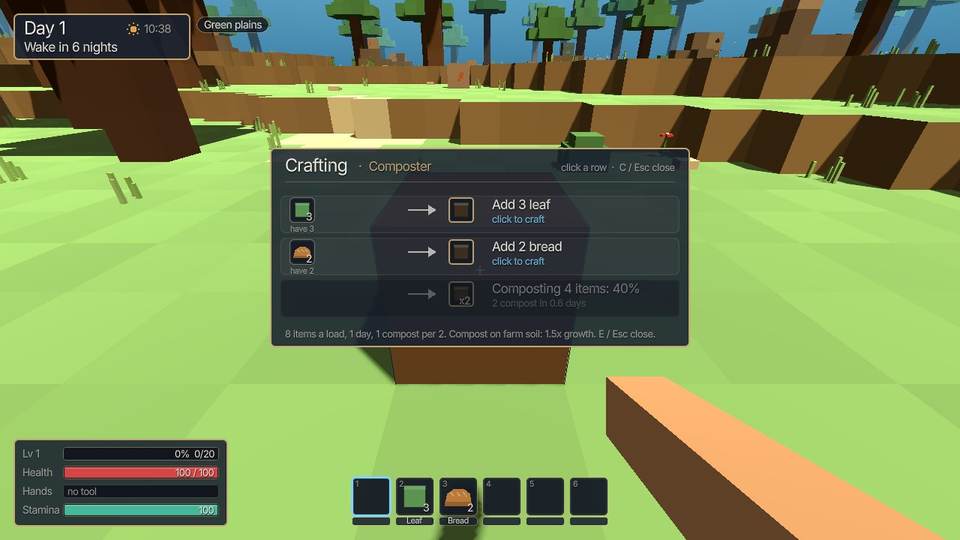 Day 1
10:38
Wake in 6 nights
Green plains
Crafting · Composter
click a row · C / Esc close
3
have 3
Add 3 leaf
click to craft
2
have 2
Add 2 bread
click to craft
x2
Composting 4 items: 40%
2 compost in 0.6 days
8 items a load, 1 day, 1 compost per 2. Compost on farm soil: 1.5x growth. E / Esc close.
Lv 1 0% 0/20
Health 100 / 100
Hands no tool
Stamina 100
1 2 3 4 5 6
3 2
Leaf Bread